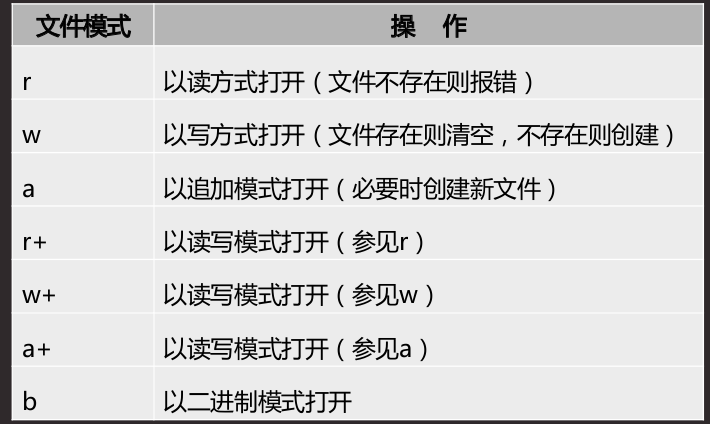 文件模式 操 作
r 以读方式打开（文件不存在则报错）
w 以写方式打开（文件存在则清空，不存在则创建）
a 以追加模式打开（必要时创建新文件）
r+ 以读写模式打开（参见r）
w+ 以读写模式打开（参见w）
a+ 以读写模式打开（参见a）
b 以二进制模式打开